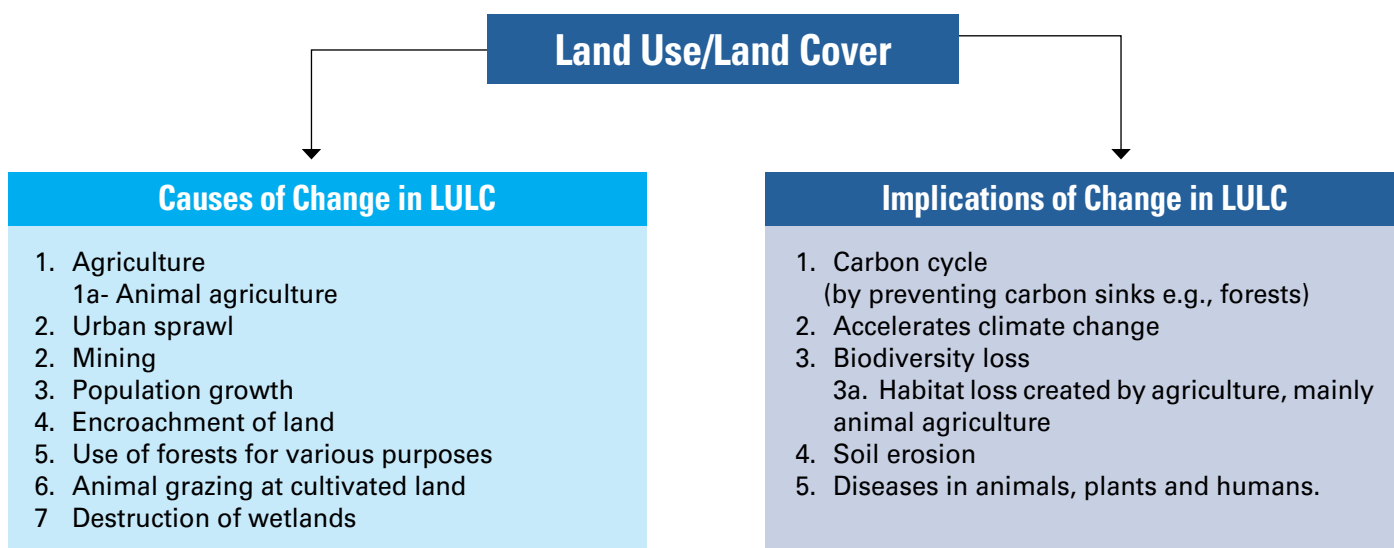 Land Use/Land Cover
Causes of Change in LULC
1. Agriculture
1a- Animal agriculture
2. Urban sprawl
2. Mining
3. Population growth
4. Encroachment of land
5. Use of forests for various purposes
6. Animal grazing at cultivated land
7 Destruction of wetlands
Implications of Change in LULC
1. Carbon cycle
(by preventing carbon sinks e.g., forests)
2. Accelerates climate change
3. Biodiversity loss
3a. Habitat loss created by agriculture, mainly
animal agriculture
4. Soil erosion
5. Diseases in animals, plants and humans.